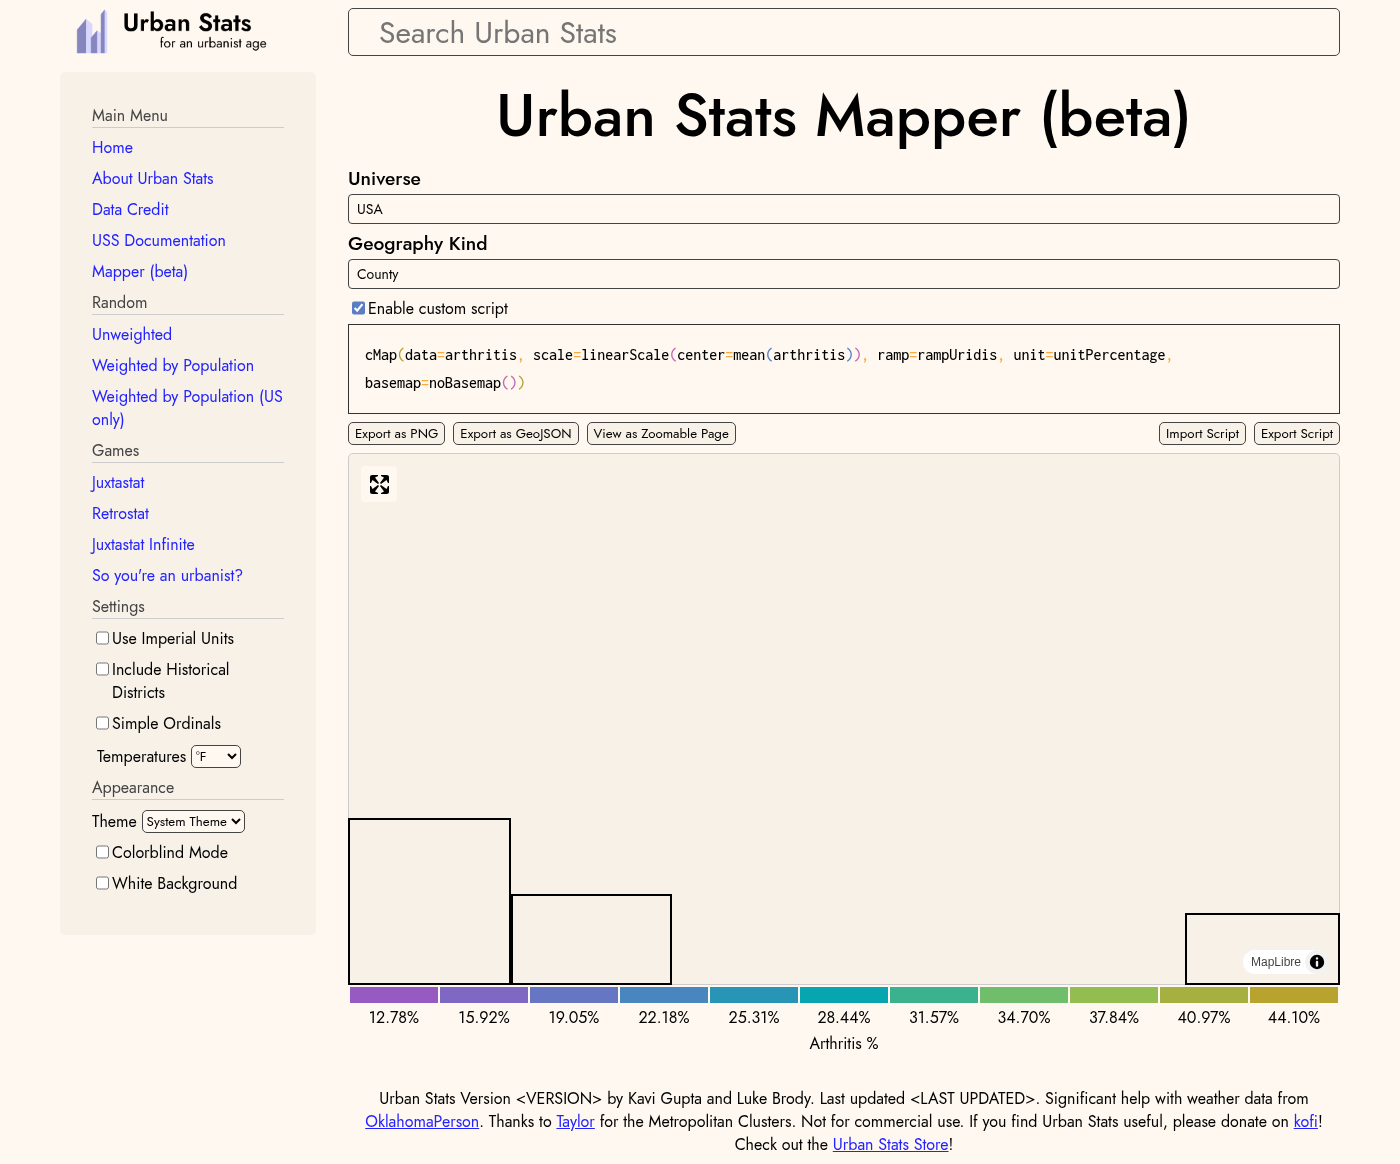 Urban Stats
for an urbanist age
Search Urban Stats
Main Menu
Home
About Urban Stats
Data Credit
USS Documentation
Mapper (beta)
Random
Unweighted
Weighted by Population
Weighted by Population (US
only)
Games
Juxtastat
Retrostat
Juxtastat Infinite
So you're an urbanist?
Settings
Use Imperial Units
Include Historical
Districts
Simple Ordinals
Temperatures °F
Appearance
Theme System Theme
Colorblind Mode
White Background
Urban Stats Mapper (beta)
Universe
USA
Geography Kind
County
Enable custom script
cMap(data=arthritis, scale=linearScale(center=mean(arthritis)), ramp=rampUridis, unit=unitPercentage,
basemap=noBasemap())
Export as PNG Export as GeoJSON View as Zoomable Page Import Script Export Script
MapLibre
12.78% 15.92% 19.05% 22.18% 25.31% 28.44% 31.57% 34.70% 37.84% 40.97% 44.10%
Arthritis %
Urban Stats Version <VERSION> by Kavi Gupta and Luke Brody. Last updated <LAST UPDATED>. Significant help with weather data from
OklahomaPerson. Thanks to Taylor for the Metropolitan Clusters. Not for commercial use. If you find Urban Stats useful, please donate on kofi!
Check out the Urban Stats Store!